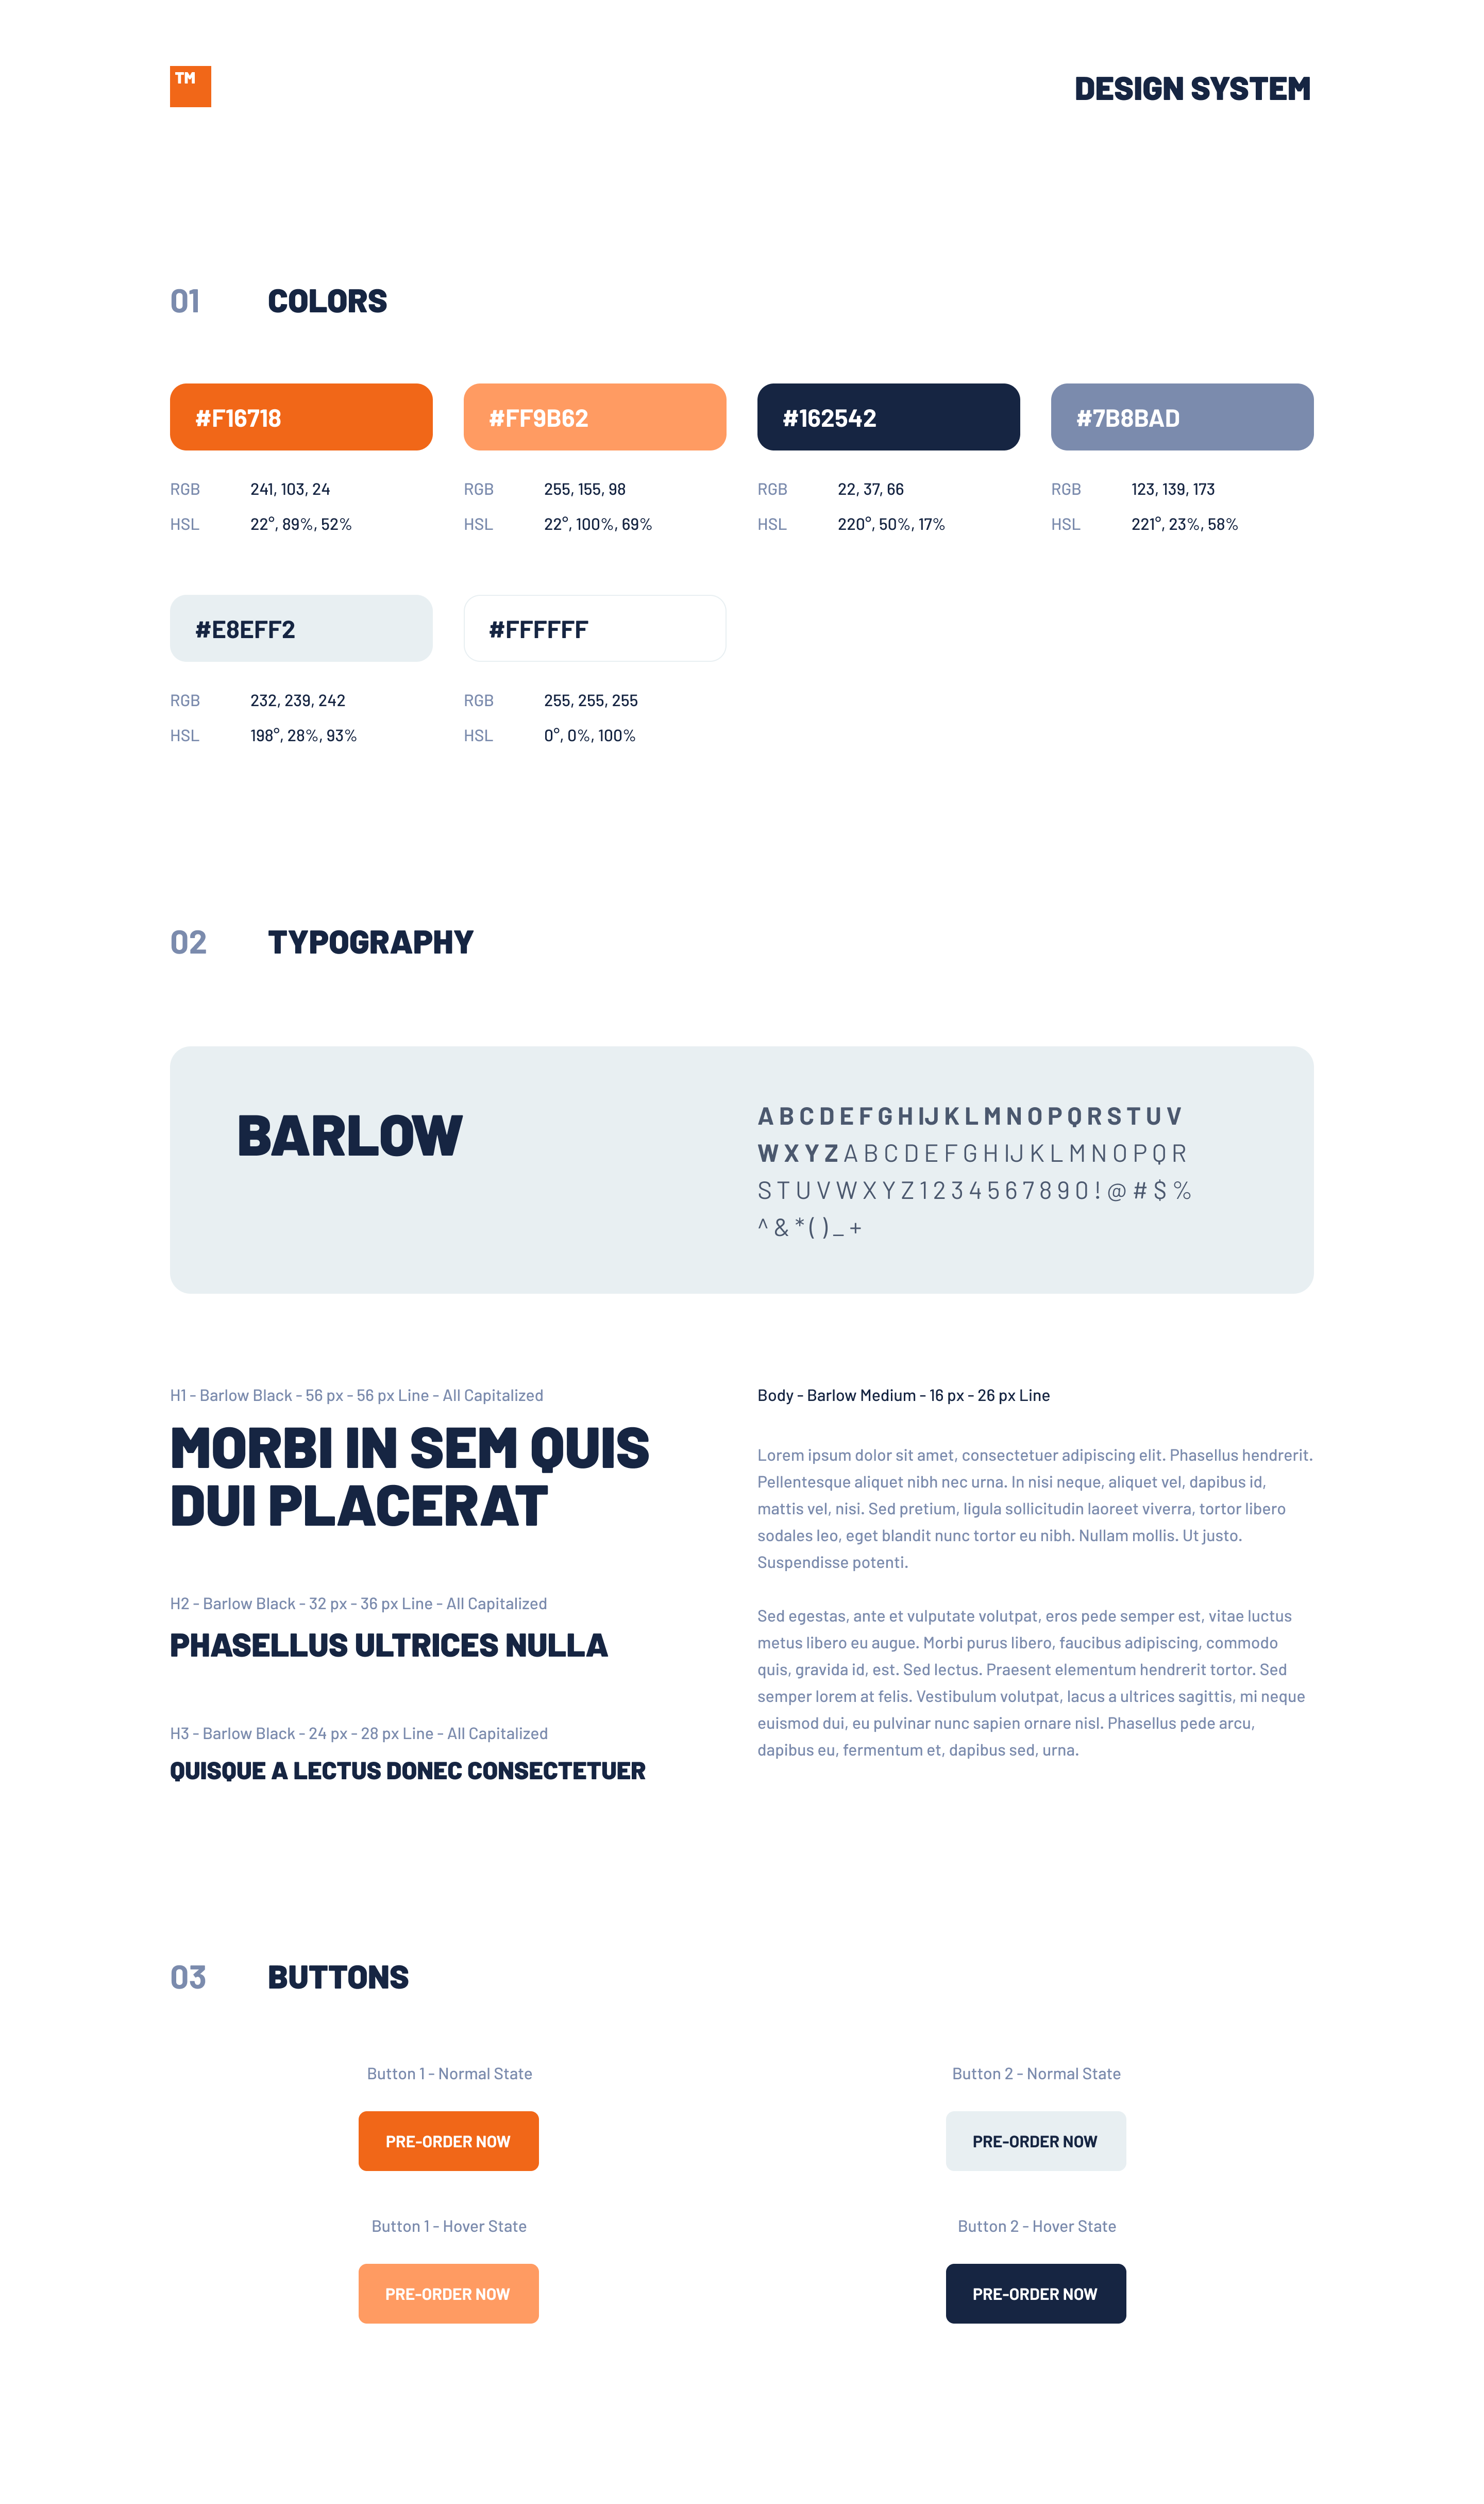 TM
DESIGN SYSTEM
01 COLORS
#F16718 #FF9B62 #162542 #7B8BAD
RGB 241, 103, 24 RGB 255, 155, 98 RGB 22, 37, 66 RGB 123, 139, 173
HSL 22°, 89%, 52% HSL 22°, 100%, 69% HSL 220°, 50%, 17% HSL 221°, 23%, 58%
#E8EFF2 #FFFFFF
RGB 232, 239, 242 RGB 255, 255, 255
HSL 198°, 28%, 93% HSL 0°, 0%, 100%
02 TYPOGRAPHY
BARLOW
A B C D E F G H I J K L M N O P Q R S T U V
W X Y Z A B C D E F G H I J K L M N O P Q R
S T U V W X Y Z 1 2 3 4 5 6 7 8 9 0 ! @ # $ %
^ & * ( ) _ +
H1 - Barlow Black - 56 px - 56 px Line - All Capitalized
MORBI IN SEM QUIS
DUI PLACERAT
H2 - Barlow Black - 32 px - 36 px Line - All Capitalized
PHASELLUS ULTRICES NULLA
H3 - Barlow Black - 24 px - 28 px Line - All Capitalized
QUISQUE A LECTUS DONEC CONSECTETUER
Body - Barlow Medium - 16 px - 26 px Line
Lorem ipsum dolor sit amet, consectetuer adipiscing elit. Phasellus hendrerit.
Pellentesque aliquet nibh nec urna. In nisi neque, aliquet vel, dapibus id,
mattis vel, nisi. Sed pretium, ligula sollicitudin laoreet viverra, tortor libero
sodales leo, eget blandit nunc tortor eu nibh. Nullam mollis. Ut justo.
Suspendisse potenti.
Sed egestas, ante et vulputate volutpat, eros pede semper est, vitae luctus
metus libero eu augue. Morbi purus libero, faucibus adipiscing, commodo
quis, gravida id, est. Sed lectus. Praesent elementum hendrerit tortor. Sed
semper lorem at felis. Vestibulum volutpat, lacus a ultrices sagittis, mi neque
euismod dui, eu pulvinar nunc sapien ornare nisl. Phasellus pede arcu,
dapibus eu, fermentum et, dapibus sed, urna.
03 BUTTONS
Button 1 - Normal State Button 2 - Normal State
PRE-ORDER NOW PRE-ORDER NOW
Button 1 - Hover State Button 2 - Hover State
PRE-ORDER NOW PRE-ORDER NOW